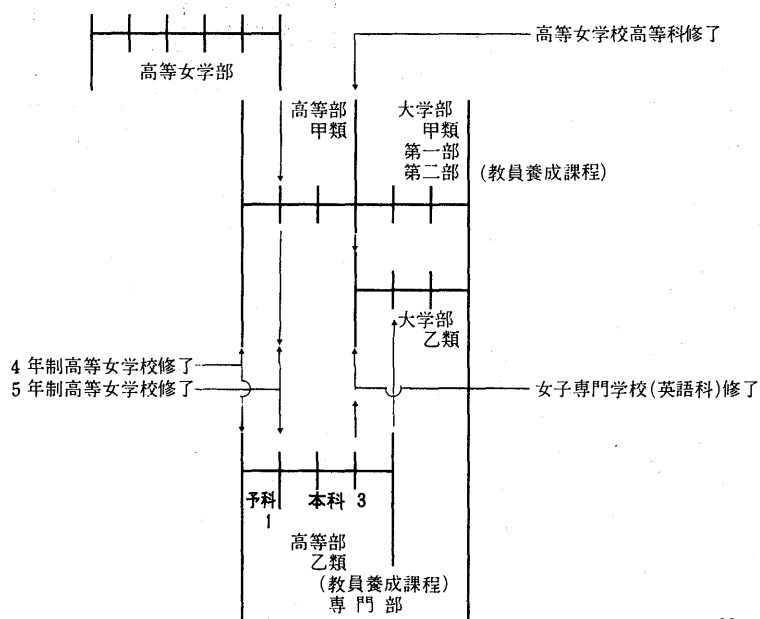 高等女学校高等科修了
高等女学部
高等部
甲類
大学部
甲類
第一部
第二部 (教員養成課程)
大学部
乙類
4年制高等女学校修了
5年制高等女学校修了
女子専門学校(英語科)修了
予科 本科 3
1
高等部
乙類
(教員養成課程)
専門部